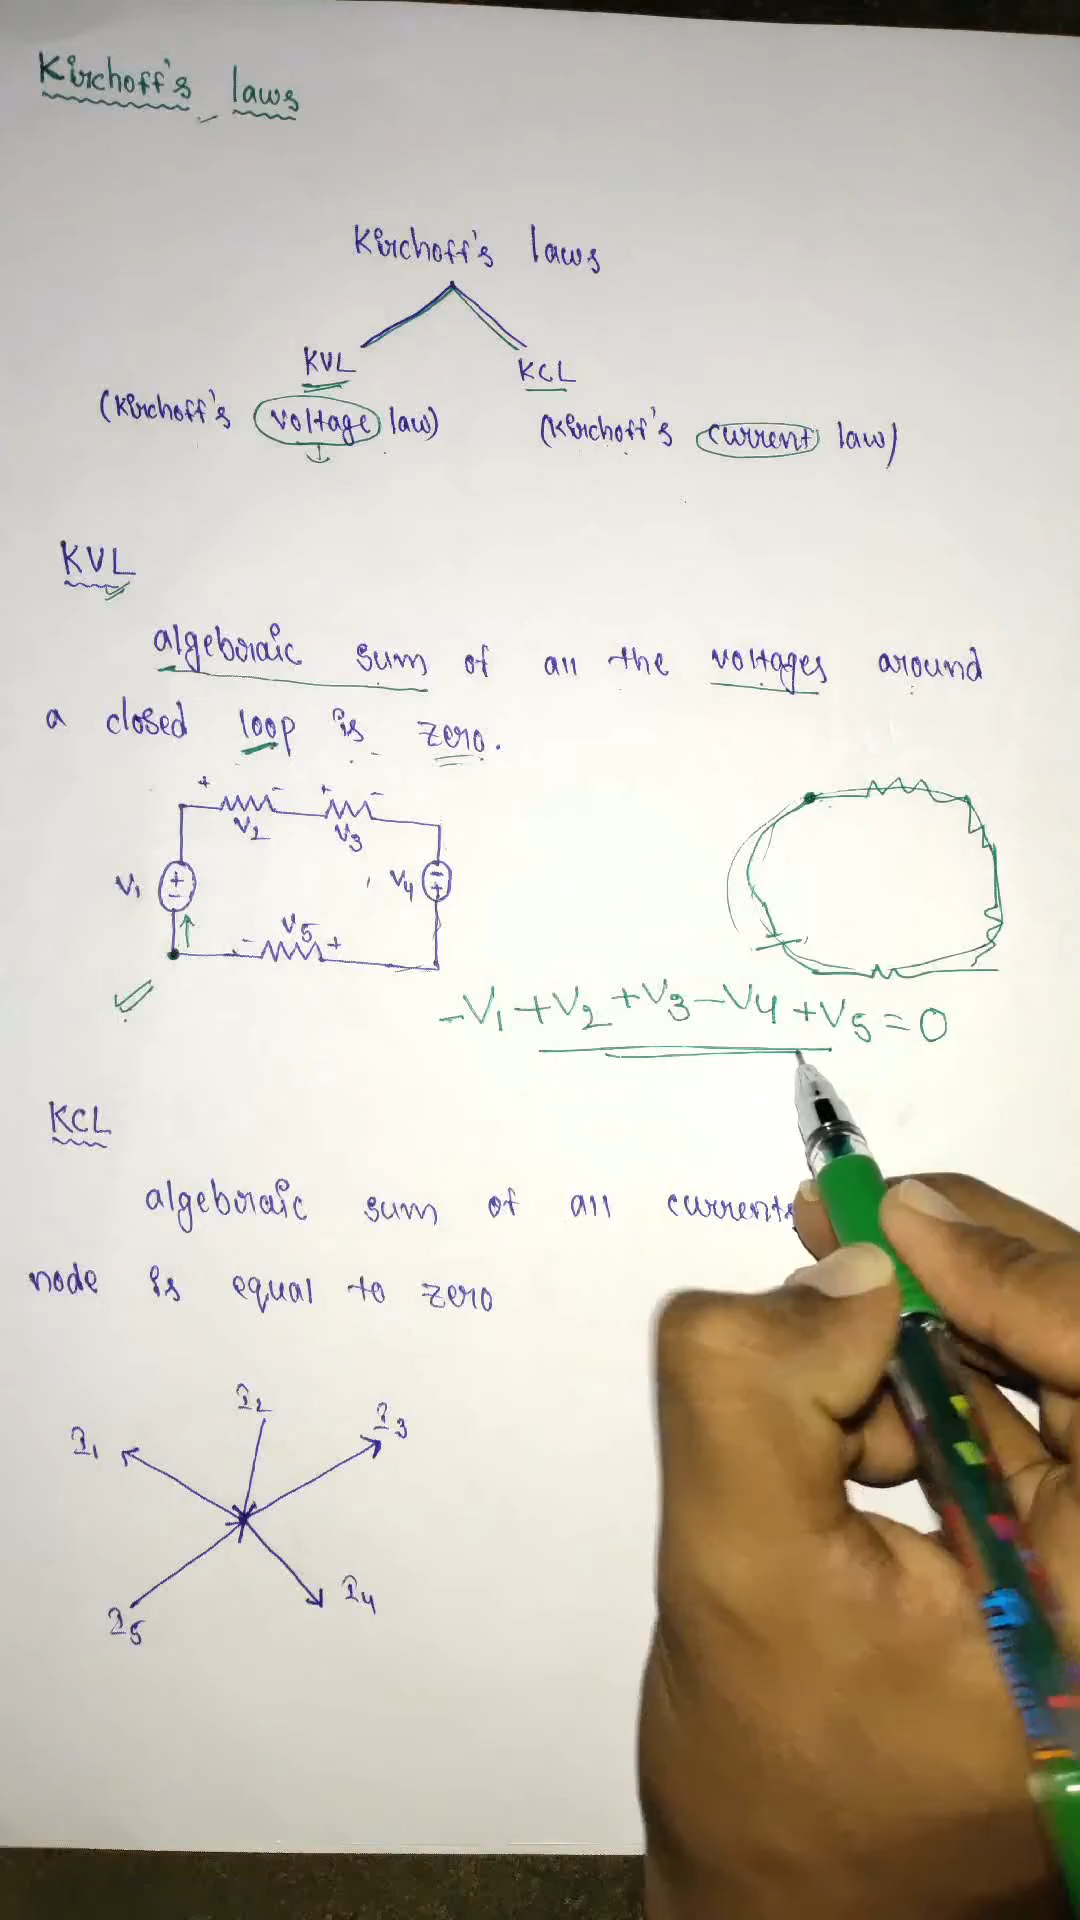 Kirchoff's laws
Kirchoff's laws
KVL KCL
(Kirchoff's voltage law) (Kirchoff's current law)
KVL
algebraic sum of all the voltages around
a closed loop is zero.
+ - + -
V2 V3
V1 + - V4 - +
V5
- +
-V1 +V2 +V3 -V4 +V5 = 0
KCL
algebraic sum of all currents
node is equal to zero
I2 I3
I1
I4
I5